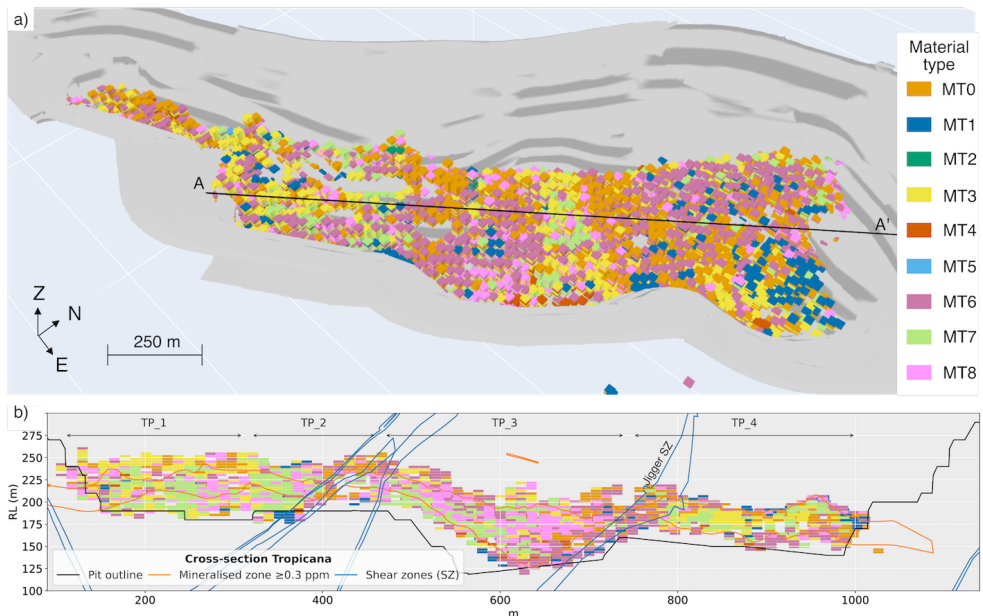 a)
Material
type
MT0
MT1
MT2
MT3
MT4
MT5
MT6
MT7
MT8
A
A'
Z
N
E
250 m
b)
TP_1
TP_2
TP_3
TP_4
Jigger SZ
RL (m)
300
275
250
225
200
175
150
125
100
Cross-section Tropicana
Pit outline
Mineralised zone ≥0.3 ppm
Shear zones (SZ)
200
400
600
800
1000
m